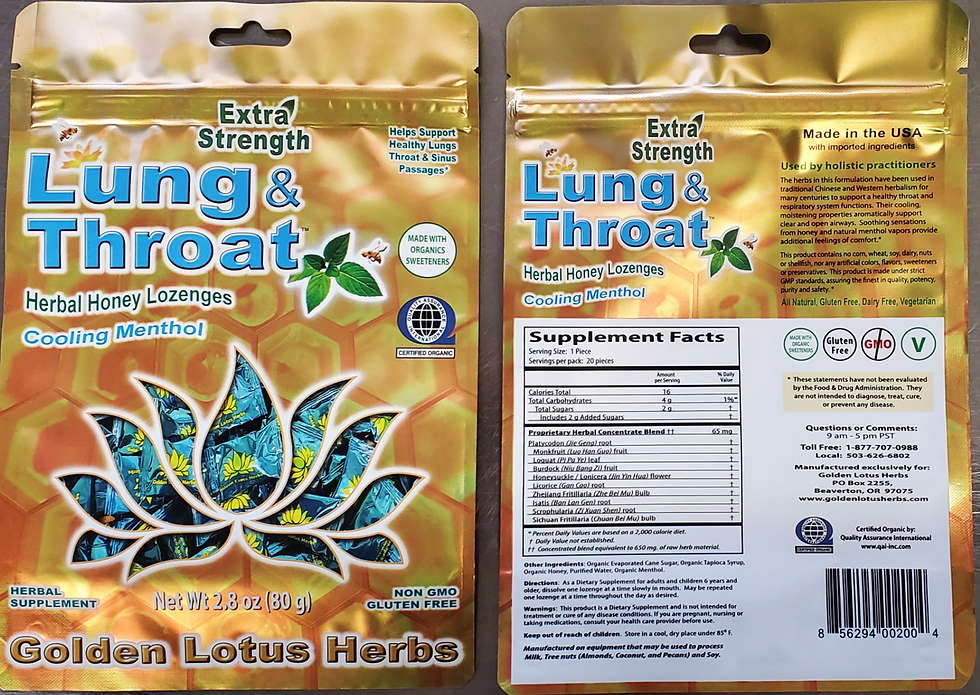 Extra
Strength
Helps Support
Healthy Lungs
Throat & Sinus
Passages*
Lung &
Throat™
MADE WITH
ORGANICS
SWEETENERS
Herbal Honey Lozenges
Cooling Menthol
QUALITY ASSURANCE
INTERNATIONAL
CERTIFIED ORGANIC
HERBAL
SUPPLEMENT
Net Wt 2.8 oz (80 g)
NON GMO
GLUTEN FREE
Golden Lotus Herbs
Extra
Strength
Lung &
Throat™
Herbal Honey Lozenges
Cooling Menthol
Made in the USA
with imported ingredients
Used by holistic practitioners
The herbs in this formulation have been used in
traditional Chinese and Western herbalism for
many centuries to support a healthy throat and
respiratory system functions. Their cooling,
moistening properties aromatically support
clear and open airways. Soothing sensations
from honey and natural menthol vapors provide
additional feelings of comfort.*
This product contains no corn, wheat, soy, dairy, nuts
or shellfish, nor any artificial colors, flavors, sweeteners
or preservatives. This product is made under strict
GMP standards, assuring the finest in quality, potency,
purity and safety.*
All Natural, Gluten Free, Dairy Free, Vegetarian
Supplement Facts
Serving Size: 1 Piece
Servings per pack: 20 pieces
Amount per Serving % Daily Value
Calories Total 16
Total Carbohydrates 4 g 1%*
Total Sugars 2 g †
Includes 2 g Added Sugars †
Proprietary Herbal Concentrate Blend †† 65 mg
Platycodon (Jie Geng) root †
Monkfruit (Luo Han Guo) fruit †
Loquat (Pi Pa Ye) leaf †
Burdock (Niu Bang Zi) fruit †
Honeysuckle / Lonicera (Jin Yin Hua) flower †
Licorice (Gan Cao) root †
Zhejiang Fritillaria (Zhe Bei Mu) Bulb †
Isatis (Ban Lan Gen) root †
Scrophularia (Zi Xuan Shen) root †
Sichuan Fritillaria (Chuan Bei Mu) bulb †
* Percent Daily Values are based on a 2,000 calorie diet.
† Daily Value not established.
†† Concentrated blend equivalent to 650 mg. of raw herb material.
Other Ingredients: Organic Evaporated Cane Sugar, Organic Tapioca Syrup,
Organic Honey, Purified Water, Organic Menthol.
Directions: As a Dietary Supplement for adults and children 6 years and
older, dissolve one lozenge at a time slowly in mouth. May be repeated
one lozenge at a time throughout the day as desired.
Warnings: This product is a Dietary Supplement and is not intended for
treatment or cure of any disease conditions. If you are pregnant, nursing or
taking medications, consult your health care provider before use.
Keep out of reach of children. Store in a cool, dry place under 85° F.
Manufactured on equipment that may be used to process
Milk, Tree nuts (Almonds, Coconut, and Pecans) and Soy.
MADE WITH
ORGANIC
SWEETENERS
Gluten
Free
GMO
V
* These statements have not been evaluated
by the Food & Drug Administration. They
are not intended to diagnose, treat, cure,
or prevent any disease.
Questions or Comments:
9 am - 5 pm PST
Toll Free: 1-877-707-0988
Local: 503-626-6802
Manufactured exclusively for:
Golden Lotus Herbs
PO Box 2255,
Beaverton, OR 97075
www.goldenlotusherbs.com
CERTIFIED ORGANIC
Certified Organic by:
Quality Assurance International
www.qai-inc.com
8 56294 00200 4